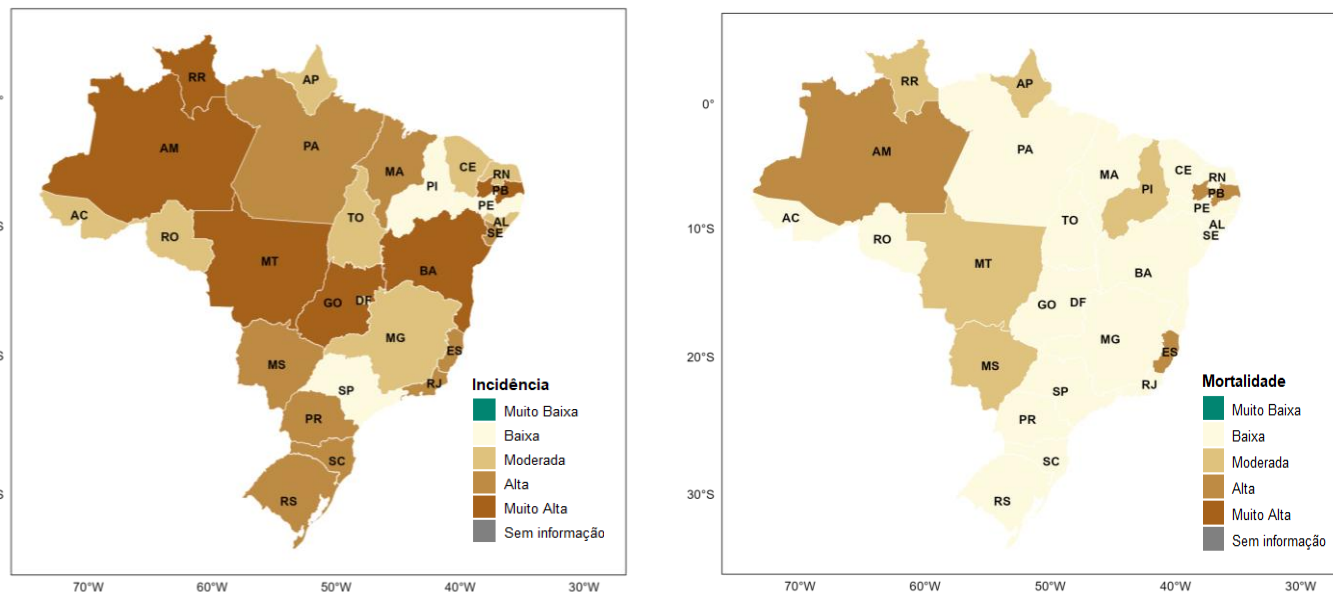 RR
AP
AM
PA
MA
CE
RN
PI
PB
PE
AC
TO
AL
RO
SE
MT
BA
GO
DF
MG
ES
MS
SP
RJ
PR
SC
RS
Incidência
Muito Baixa
Baixa
Moderada
Alta
Muito Alta
Sem informação
70°W 60°W 50°W 40°W 30°W
0°
10°S
20°S
30°S
RR
AP
AM
PA
MA
CE
RN
PI
PB
PE
AC
TO
AL
RO
SE
MT
BA
GO
DF
MG
ES
MS
SP
RJ
PR
SC
RS
Mortalidade
Muito Baixa
Baixa
Moderada
Alta
Muito Alta
Sem informação
70°W 60°W 50°W 40°W 30°W